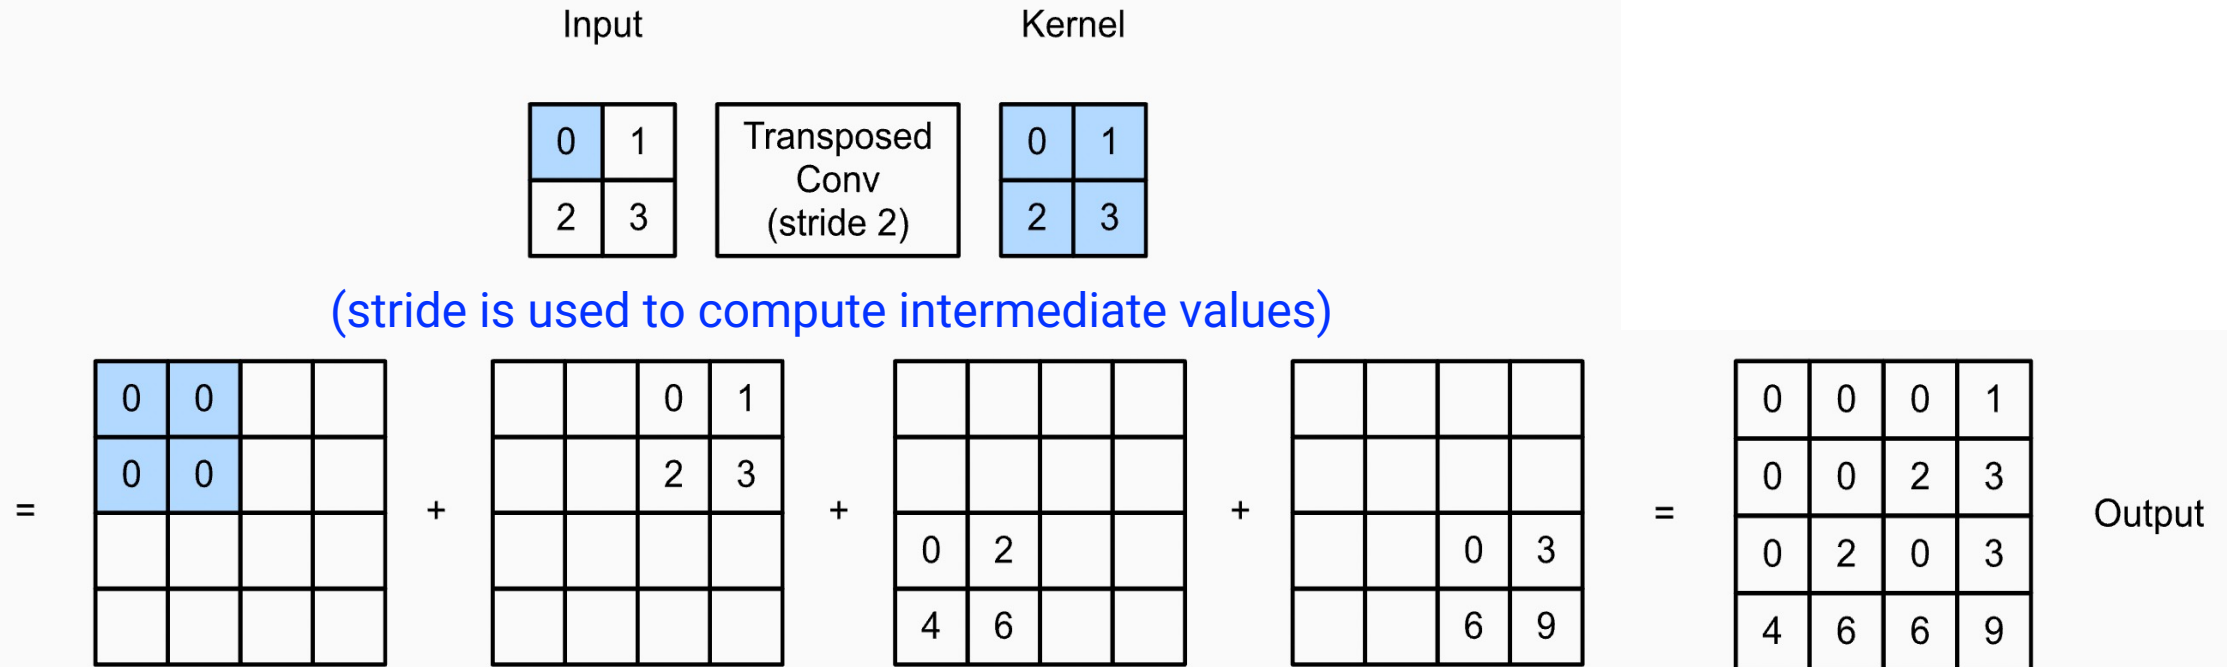 Input Kernel
0 1 Transposed 0 1
Conv
2 3 (stride 2) 2 3
(stride is used to compute intermediate values)
0 0 0 1 0 0 0 1
0 0 2 3 0 0 2 3
= + + + = Output
0 2 0 3 0 2 0 3
4 6 6 9 4 6 6 9